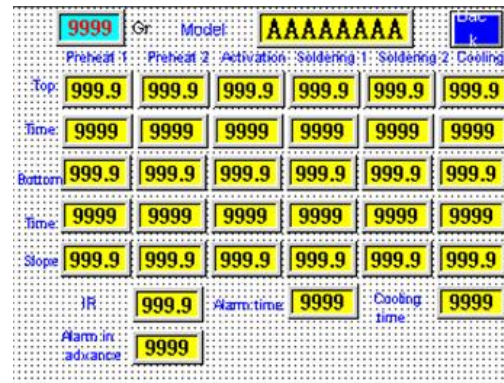 9999 Gr Model AAAAAAAA Back
Preheat 1 Preheat 2 Activation Soldering 1 Soldering 2 Cooling
Top 999.9 999.9 999.9 999.9 999.9 999.9
Time 9999 9999 9999 9999 9999 9999
Bottom 999.9 999.9 999.9 999.9 999.9 999.9
Time 9999 9999 9999 9999 9999 9999
Slope 999.9 999.9 999.9 999.9 999.9 999.9
IR 999.9 Alarm time 9999 Cooling time 9999
Alarm in advance 9999